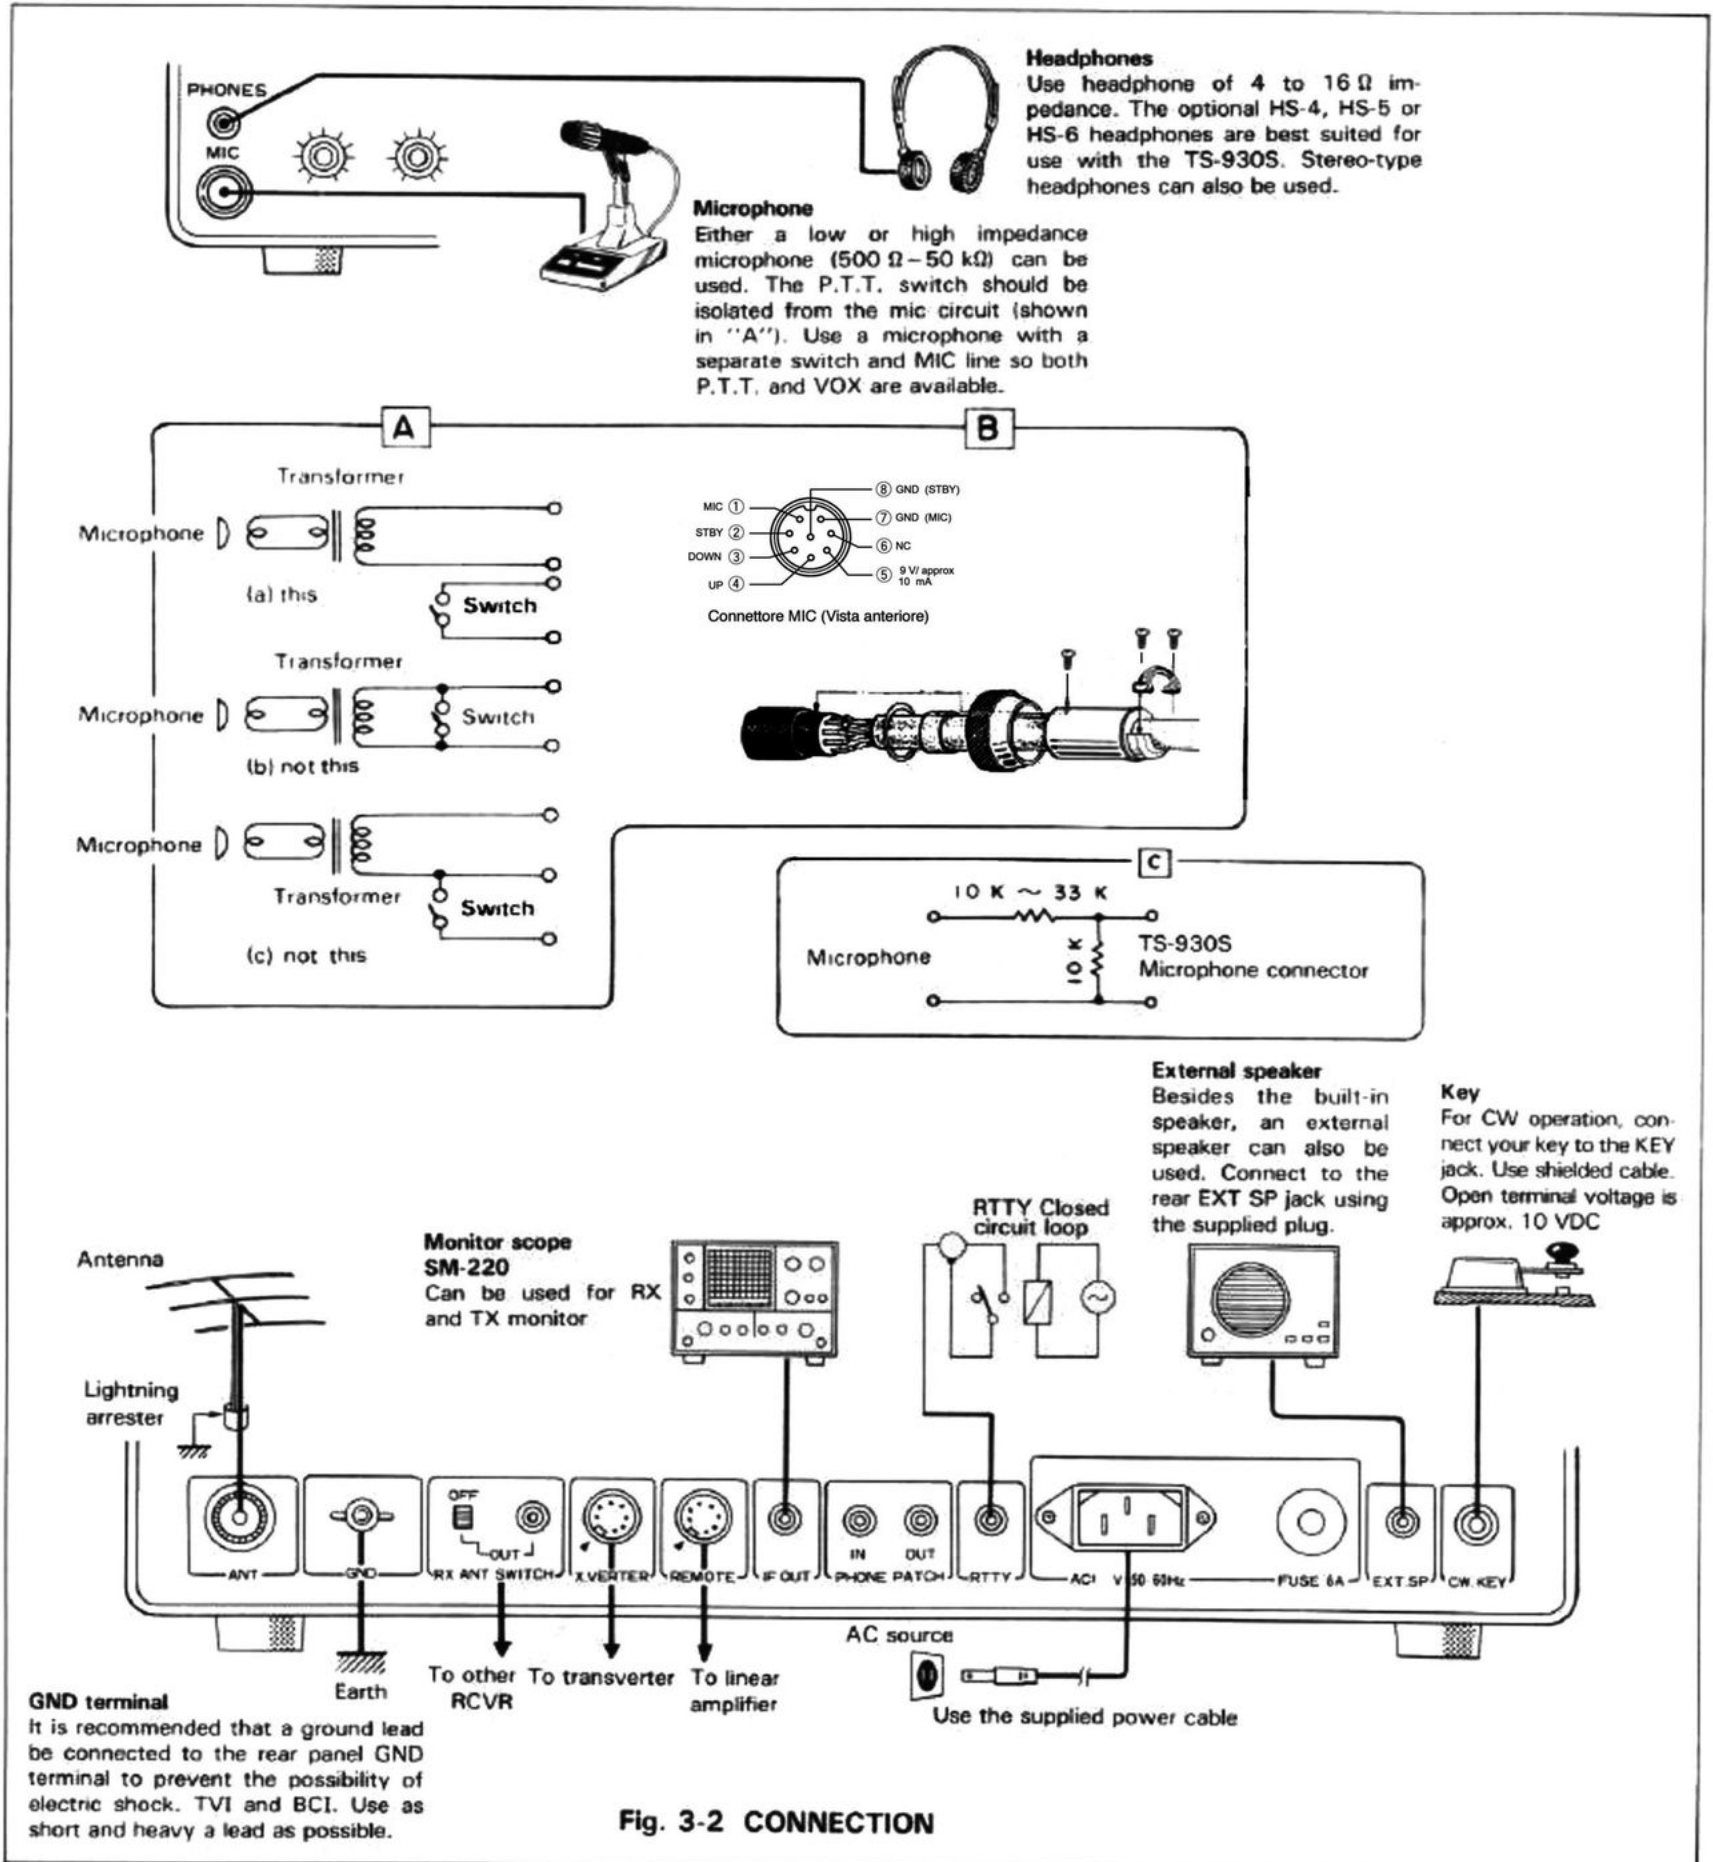 PHONES
MIC
Headphones
Use headphone of 4 to 16 Ω im-
pedance. The optional HS-4, HS-5 or
HS-6 headphones are best suited for
use with the TS-930S. Stereo-type
headphones can also be used.
Microphone
Either a low or high impedance
microphone (500 Ω – 50 kΩ) can be
used. The P.T.T. switch should be
isolated from the mic circuit (shown
in ''A''). Use a microphone with a
separate switch and MIC line so both
P.T.T. and VOX are available.
A
Transformer
Microphone
(a) this
Switch
Transformer
Microphone
Switch
(b) not this
Microphone
Transformer
Switch
(c) not this
B
MIC ①
STBY ②
DOWN ③
UP ④
⑧ GND (STBY)
⑦ GND (MIC)
⑥ NC
⑤ 9 V/ approx
10 mA
Connettore MIC (Vista anteriore)
C
10 K ~ 33 K
Microphone
10 K
TS-930S
Microphone connector
External speaker
Besides the built-in
speaker, an external
speaker can also be
used. Connect to the
rear EXT SP jack using
the supplied plug.
Key
For CW operation, con-
nect your key to the KEY
jack. Use shielded cable.
Open terminal voltage is
approx. 10 VDC
RTTY Closed
circuit loop
Monitor scope
SM-220
Can be used for RX
and TX monitor
Antenna
Lightning
arrester
OFF
OUT
IN
OUT
ANT
GND
RX ANT SWITCH
X.VERTER
REMOTE
IF OUT
PHONE PATCH
RTTY
AC1 V 50 60Hz
FUSE 6A
EXT.SP
CW. KEY
Earth
To other
RCVR
To transverter
To linear
amplifier
AC source
Use the supplied power cable
GND terminal
It is recommended that a ground lead
be connected to the rear panel GND
terminal to prevent the possibility of
electric shock. TVI and BCI. Use as
short and heavy a lead as possible.
Fig. 3-2 CONNECTION